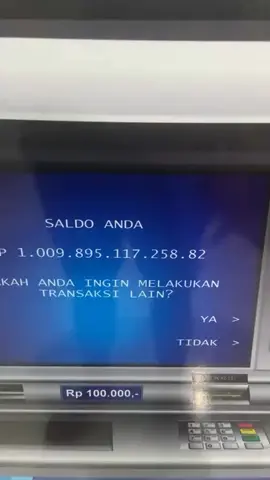 SALDO ANDA
P 1.009.895.117.258.82
KAH ANDA INGIN MELAKUKAN
TRANSAKSI LAIN?
YA >
TIDAK >
Rp 100.000,-